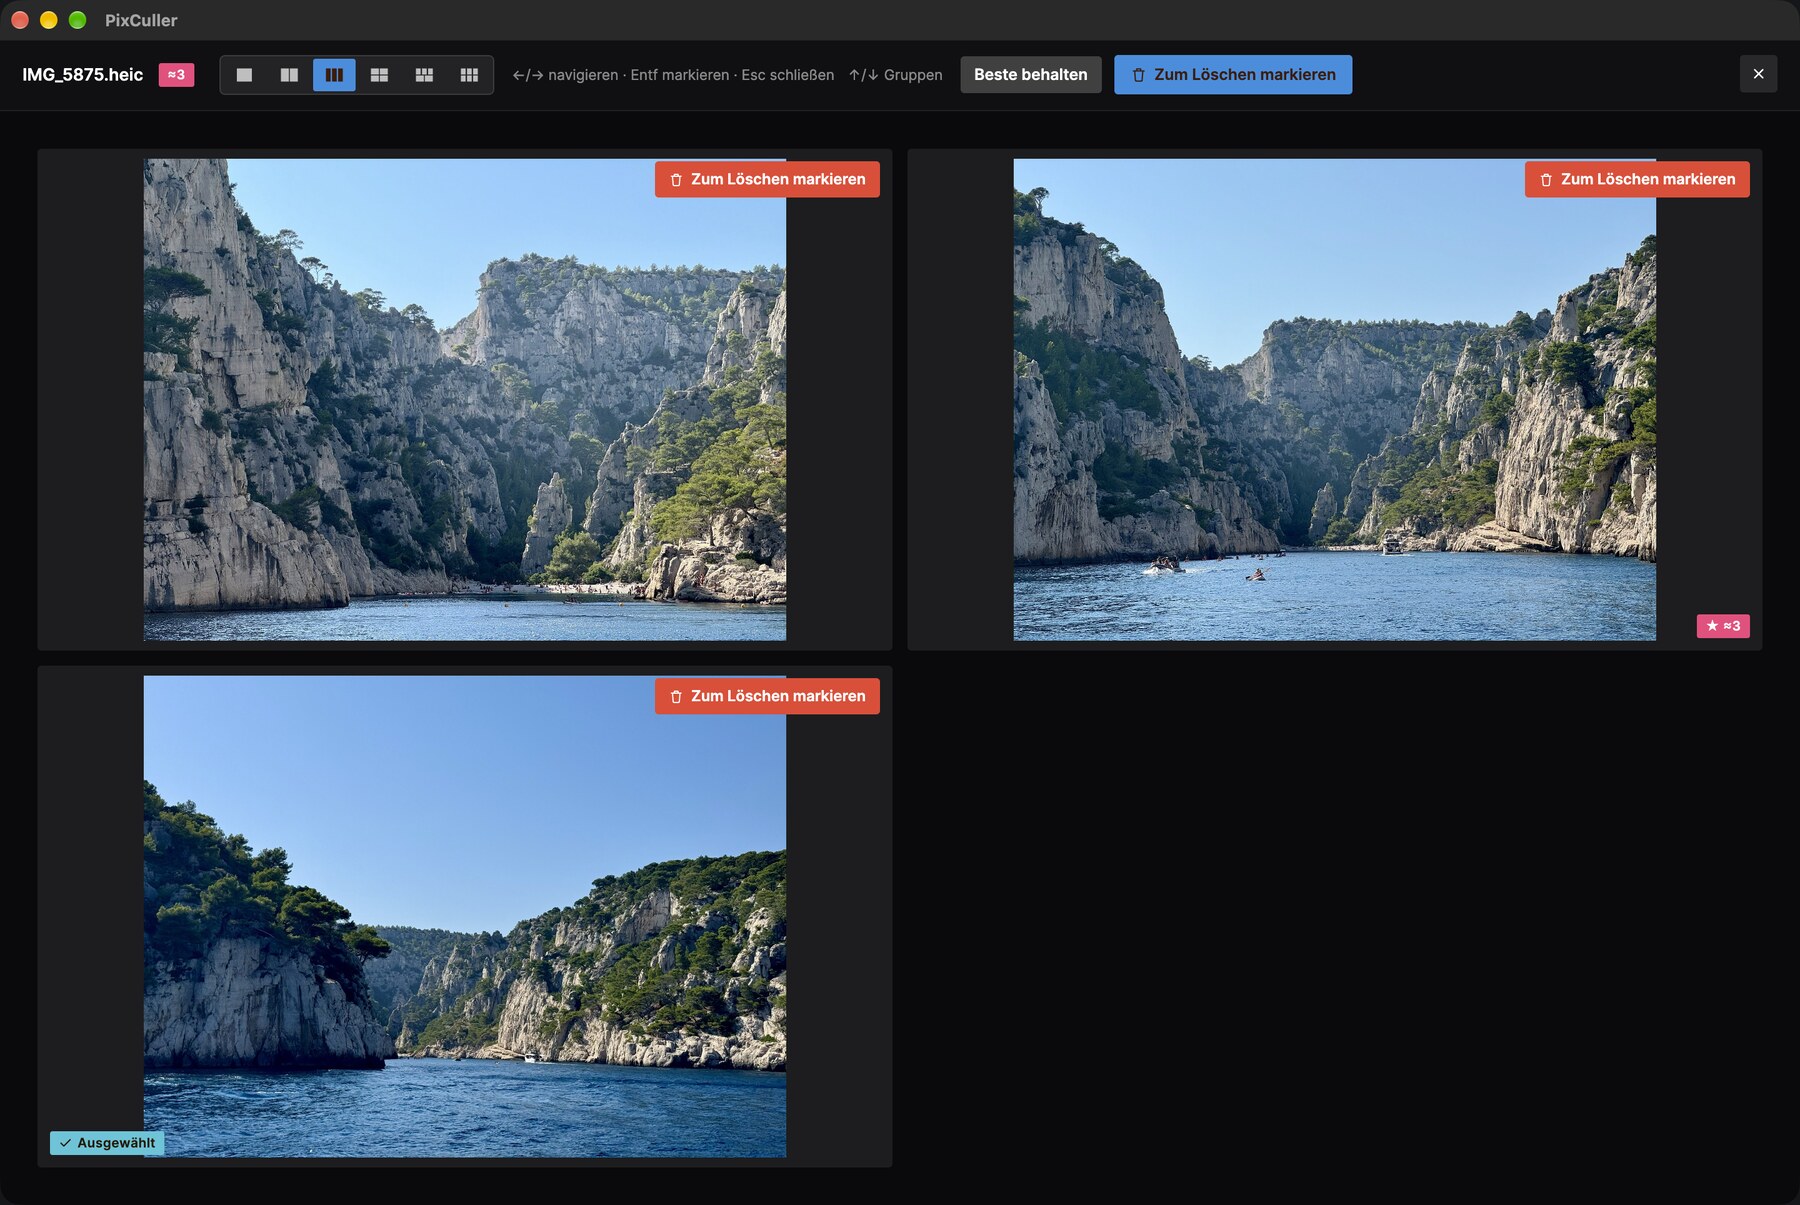 PixCuller
IMG_5875.heic ≈3 ←/→ navigieren · Entf markieren · Esc schließen ↑/↓ Gruppen Beste behalten Zum Löschen markieren
Zum Löschen markieren
Zum Löschen markieren
★ ≈3
Zum Löschen markieren
✓ Ausgewählt